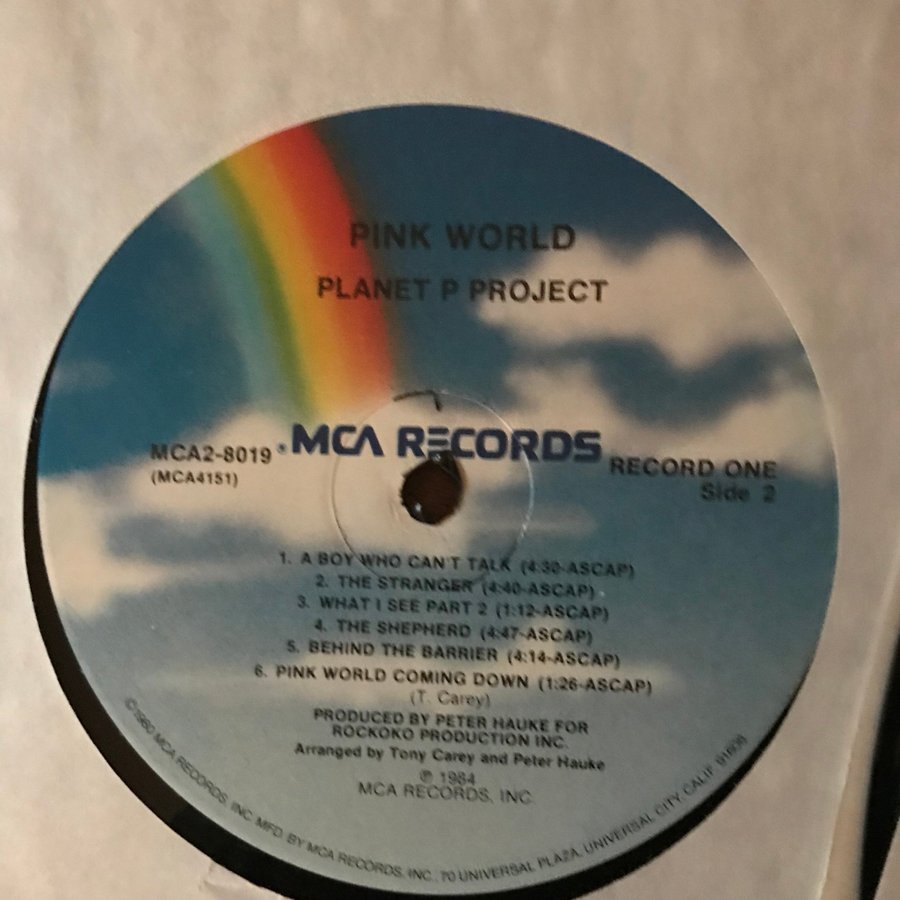 PINK WORLD
PLANET P PROJECT
MCA RECORDS
MCA2-8019
(MCA4151)
RECORD ONE
Side 2
1. A BOY WHO CAN'T TALK (4:30-ASCAP)
2. THE STRANGER (4:40-ASCAP)
3. WHAT I SEE PART 2 (1:12-ASCAP)
4. THE SHEPHERD (4:47-ASCAP)
5. BEHIND THE BARRIER (4:14-ASCAP)
6. PINK WORLD COMING DOWN (1:26-ASCAP)
(T. Carey)
PRODUCED BY PETER HAUKE FOR
ROCKOKO PRODUCTION INC.
Arranged by Tony Carey and Peter Hauke
℗ 1984
MCA RECORDS, INC.
©1980 MCA RECORDS, INC. MFD. BY MCA RECORDS, INC., 70 UNIVERSAL PLAZA, UNIVERSAL CITY, CALIF. 91608